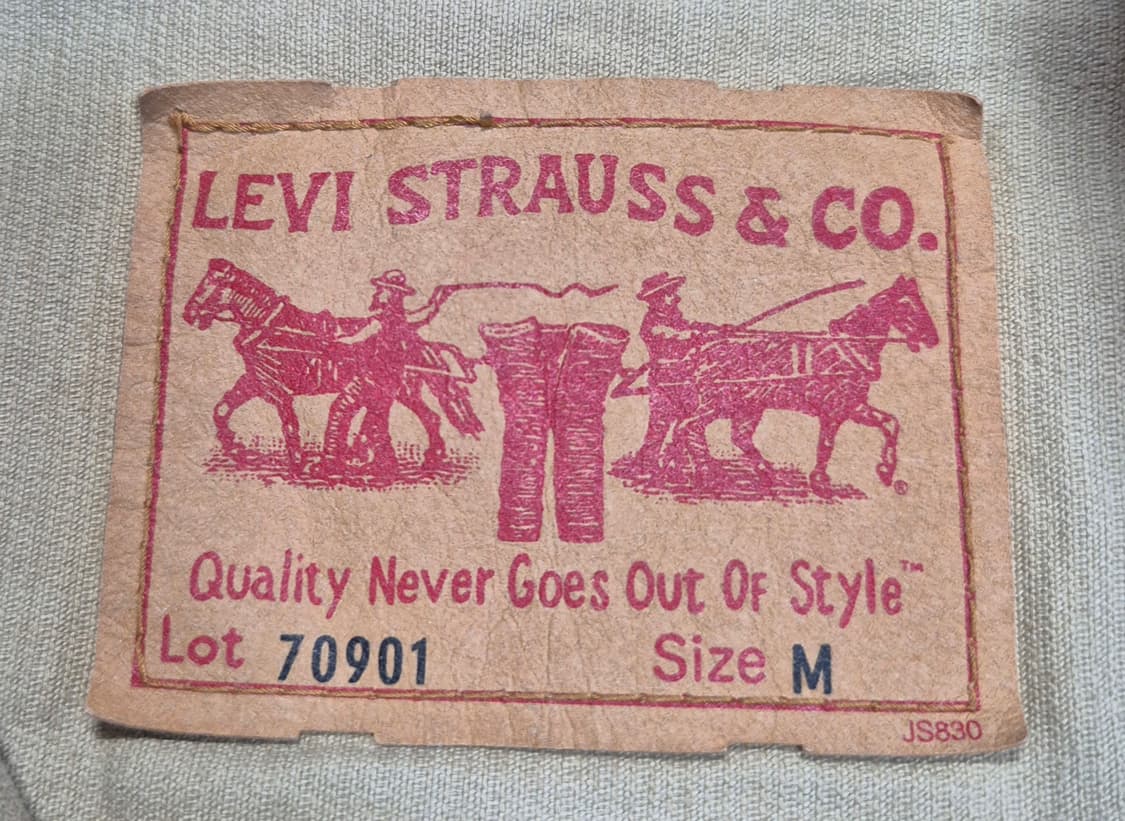 LEVI STRAUSS & CO.
®
Quality Never Goes Out Of Style™
Lot 70901 Size M
JS830